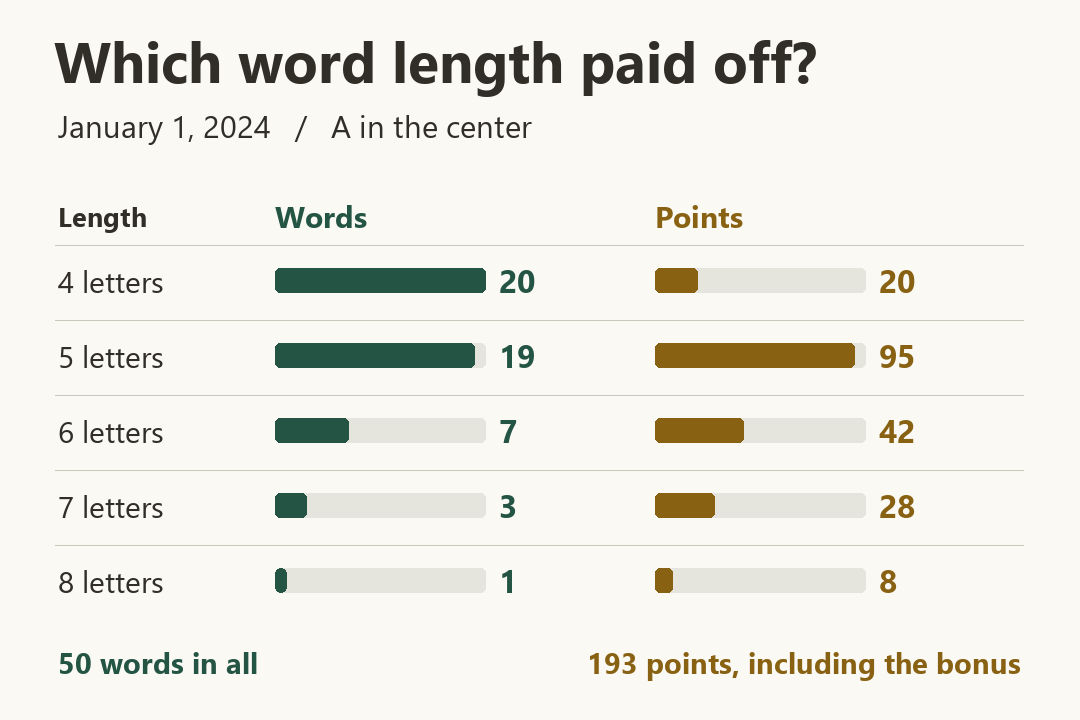 Which word length paid off?
January 1, 2024 / A in the center
Length Words Points
4 letters 20 20
5 letters 19 95
6 letters 7 42
7 letters 3 28
8 letters 1 8
50 words in all 193 points, including the bonus